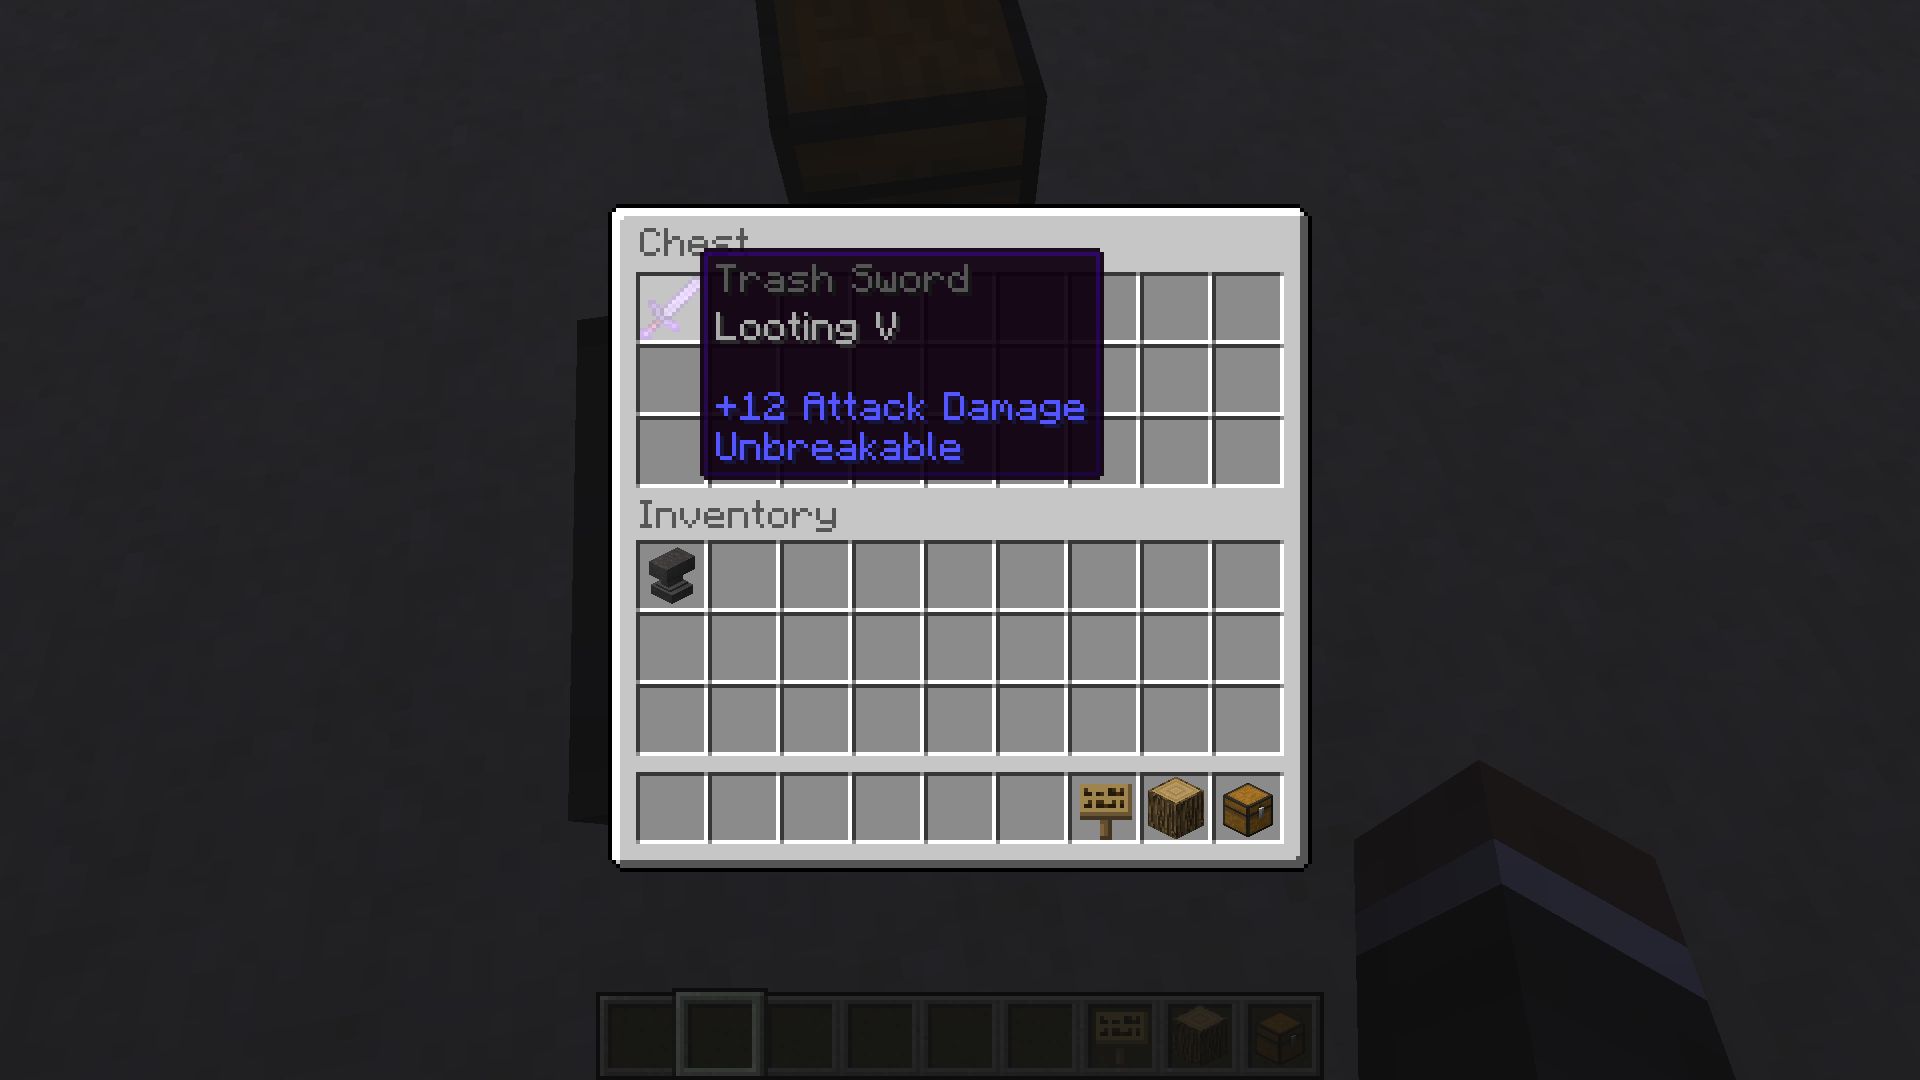 Chest
Trash Sword
Looting V
+12 Attack Damage
Unbreakable
Inventory